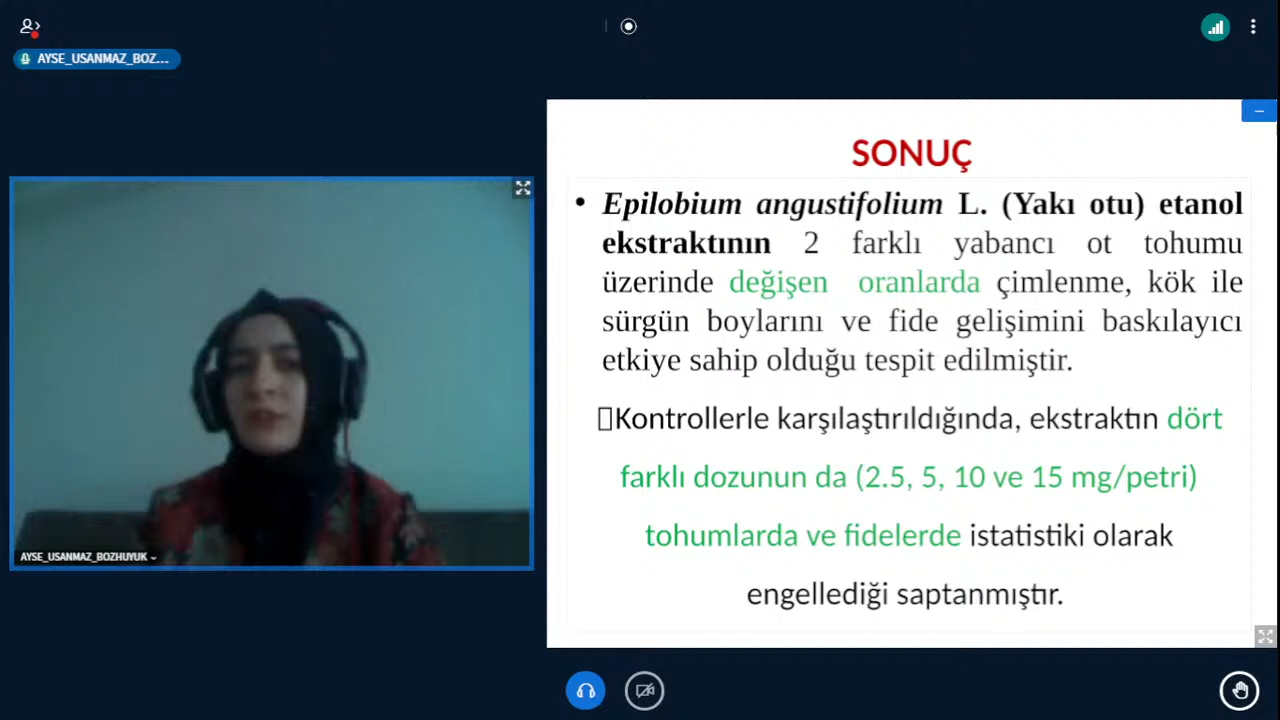 AYSE_USANMAZ_BOZ...
SONUÇ
• Epilobium angustifolium L. (Yakı otu) etanol
ekstraktının 2 farklı yabancı ot tohumu
üzerinde değişen oranlarda çimlenme, kök ile
sürgün boylarını ve fide gelişimini baskılayıcı
etkiye sahip olduğu tespit edilmiştir.
Kontrollerle karşılaştırıldığında, ekstraktın dört
farklı dozunun da (2.5, 5, 10 ve 15 mg/petri)
tohumlarda ve fidelerde istatistiki olarak
engellediği saptanmıştır.
AYSE_USANMAZ_BOZHUYUK